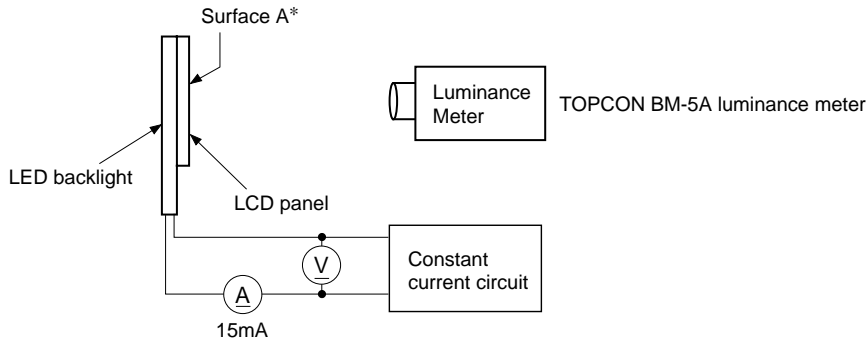 Surface A*
Luminance
Meter
TOPCON BM-5A luminance meter
LED backlight
LCD panel
V
Constant
current circuit
A
15mA